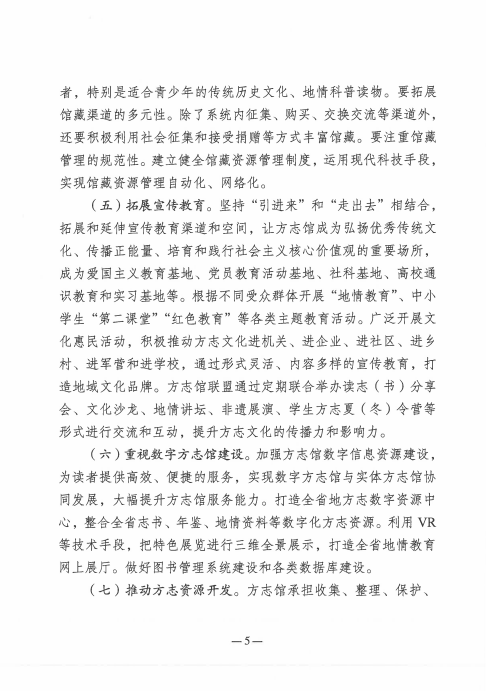 者，特别是适合青少年的传统历史文化、地情科普读物。要拓展
馆藏渠道的多元性。除了系统内征集、购买、交换交流等渠道外，
还要积极利用社会征集和接受捐赠等方式丰富馆藏。要注重馆藏
管理的规范性。建立健全馆藏资源管理制度，运用现代科技手段，
实现馆藏资源管理自动化、网络化。
（五）拓展宣传教育。坚持“引进来”和“走出去”相结合，
拓展和延伸宣传教育渠道和空间，让方志馆成为弘扬优秀传统文
化、传播正能量、培育和践行社会主义核心价值观的重要场所，
成为爱国主义教育基地、党员教育活动基地、社科基地、高校通
识教育和实习基地等。根据不同受众群体开展“地情教育”、中小
学生“第二课堂”“红色教育”等各类主题教育活动。广泛开展文
化惠民活动，积极推动方志文化进机关、进企业、进社区、进乡
村、进军营和进学校，通过形式灵活、内容多样的宣传教育，打
造地域文化品牌。方志馆联盟通过定期联合举办读志（书）分享
会、文化沙龙、地情讲坛、非遗展演、学生方志夏（冬）令营等
形式进行交流和互动，提升方志文化的传播力和影响力。
（六）重视数字方志馆建设。加强方志馆数字信息资源建设，
为读者提供高效、便捷的服务，实现数字方志馆与实体方志馆协
同发展，大幅提升方志馆服务能力。打造全省地方志数字资源中
心，整合全省志书、年鉴、地情资料等数字化方志资源。利用 VR
等技术手段，把特色展览进行三维全景展示，打造全省地情教育
网上展厅。做好图书管理系统建设和各类数据库建设。
（七）推动方志资源开发。方志馆承担收集、整理、保护、
—5—